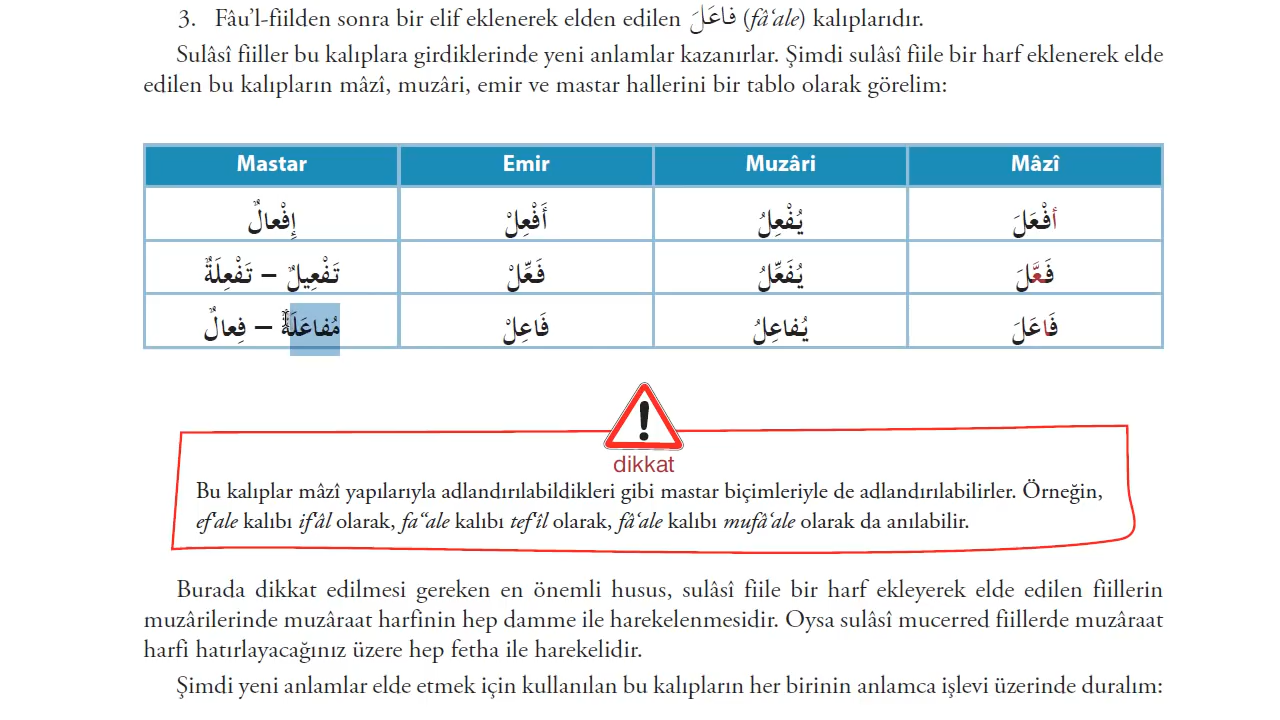 3. Fâu’l-fiilden sonra bir elif eklenerek elden edilen فاعَلَ (fâ‘ale) kalıplarıdır.
Sulâsî fiiller bu kalıplara girdiklerinde yeni anlamlar kazanırlar. Şimdi sulâsî fiile bir harf eklenerek elde
edilen bu kalıpların mâzî, muzâri, emir ve mastar hallerini bir tablo olarak görelim:
Mastar Emir Muzâri Mâzî
إِفْعالٌ أَفْعِلْ يُفْعِلُ أفْعَلَ
تَفْعِيلٌ – تَفْعِلَةٌ فَعِّلْ يُفَعِّلُ فَعَّلَ
مُفاعَلَةٌ – فِعالٌ فَاعِلْ يُفاعِلُ فَاعَلَ
dikkat
Bu kalıplar mâzî yapılarıyla adlandırılabildikleri gibi mastar biçimleriyle de adlandırılabilirler. Örneğin,
ef‘ale kalıbı if‘âl olarak, fa“ale kalıbı tef‘îl olarak, fâ‘ale kalıbı mufâ‘ale olarak da anılabilir.
Burada dikkat edilmesi gereken en önemli husus, sulâsî fiile bir harf ekleyerek elde edilen fiillerin
muzârilerinde muzâraat harfinin hep damme ile harekelenmesidir. Oysa sulâsî mucerred fiillerde muzâraat
harfi hatırlayacağınız üzere hep fetha ile harekelidir.
Şimdi yeni anlamlar elde etmek için kullanılan bu kalıpların her birinin anlamca işlevi üzerinde duralım: